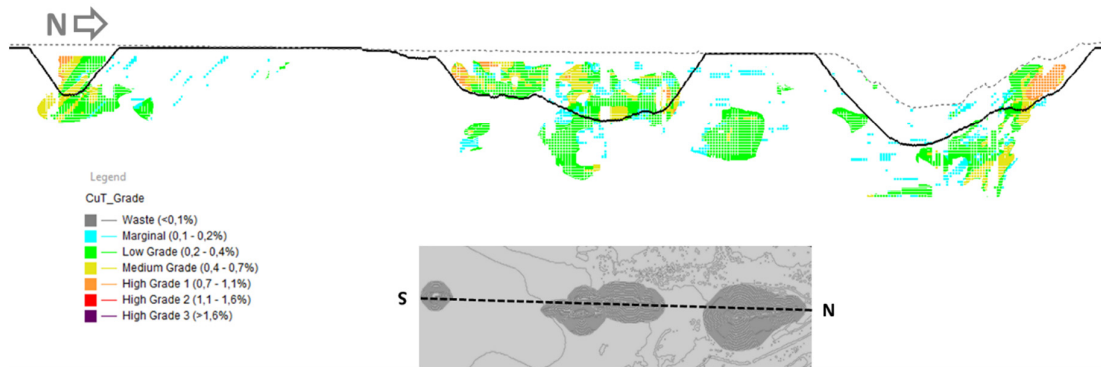 N
Legend
CuT_Grade
Waste (<0,1%)
Marginal (0,1 - 0,2%)
Low Grade (0,2 - 0,4%)
Medium Grade (0,4 - 0,7%)
High Grade 1 (0,7 - 1,1%)
High Grade 2 (1,1 - 1,6%)
High Grade 3 (>1,6%)
S
N